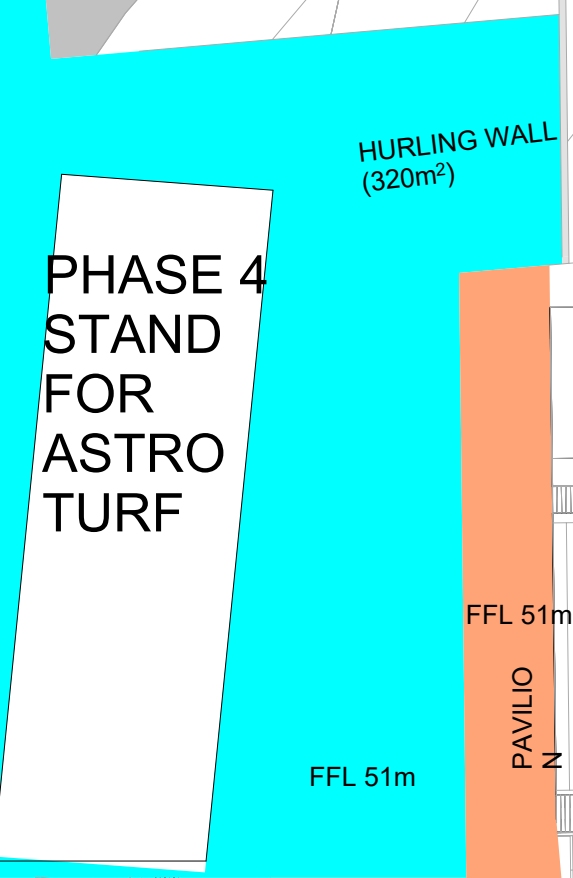 HURLING WALL
(320m²)
PHASE 4
STAND
FOR
ASTRO
TURF
FFL 51m
PAVILIO
N
FFL 51m